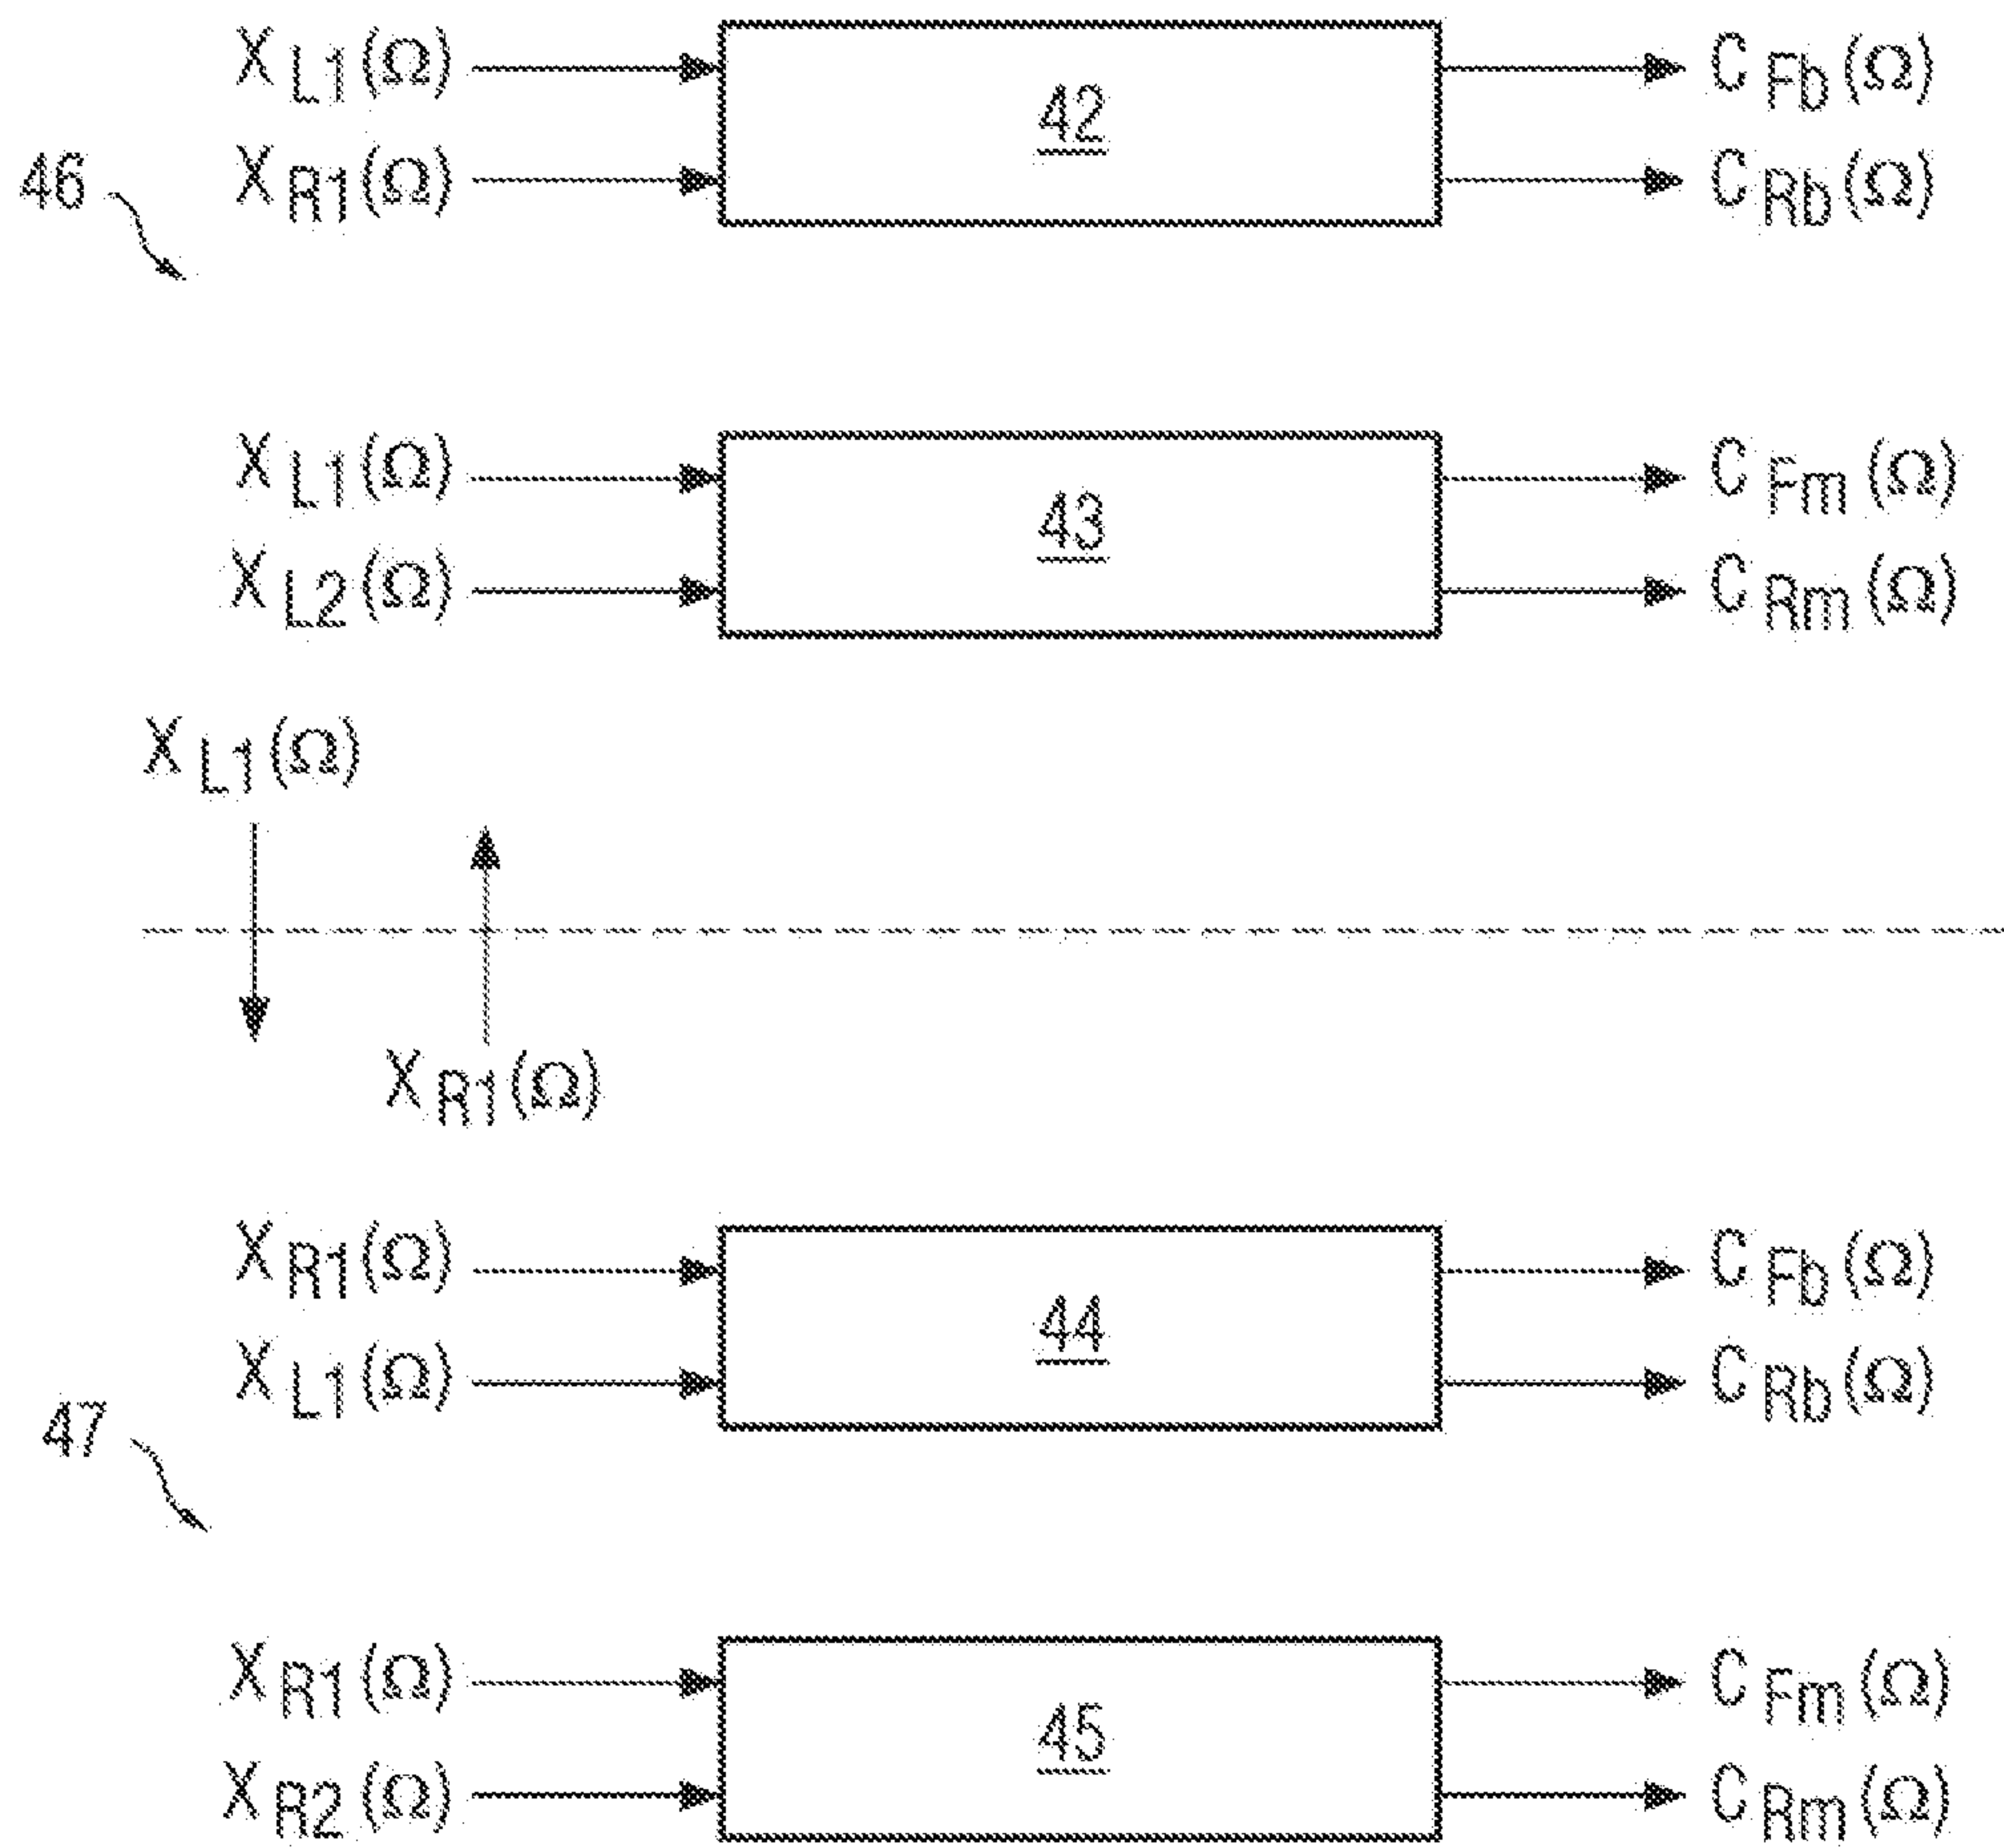 X L1(Ω)
C Fb(Ω)
42
X R1(Ω)
C Rb(Ω)
46
X L1(Ω)
C Fm(Ω)
43
X L2(Ω)
C Rm(Ω)
X L1(Ω)
X R1(Ω)
X R1(Ω)
C Fb(Ω)
44
X L1(Ω)
C Rb(Ω)
47
X R1(Ω)
C Fm(Ω)
45
X R2(Ω)
C Rm(Ω)